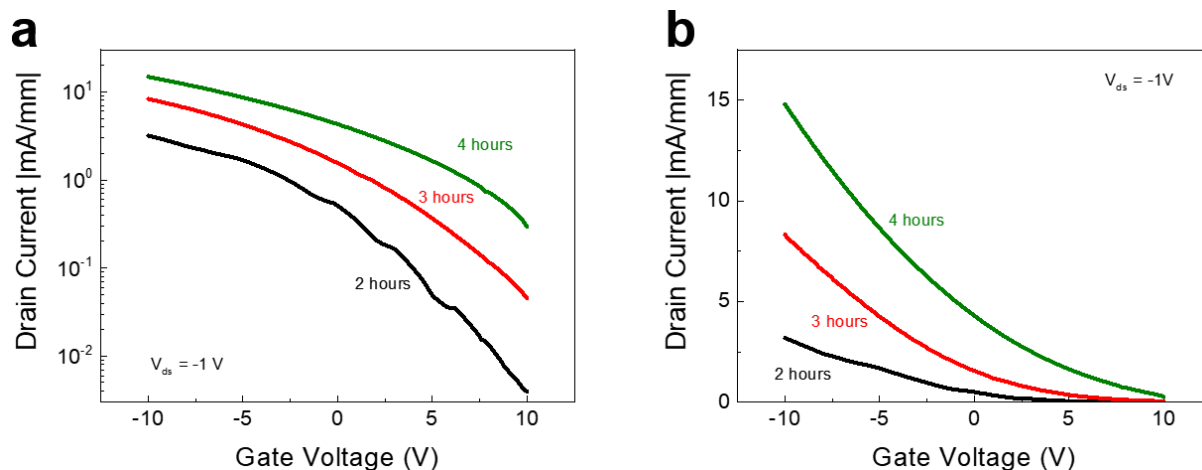 a
Drain Current |mA/mm|
10¹
10⁰
10⁻¹
10⁻²
4 hours
3 hours
2 hours
V_ds = -1 V
-10 -5 0 5 10
Gate Voltage (V)
b
Drain Current |mA/mm|
V_ds = -1V
15
10
5
0
4 hours
3 hours
2 hours
-10 -5 0 5 10
Gate Voltage (V)